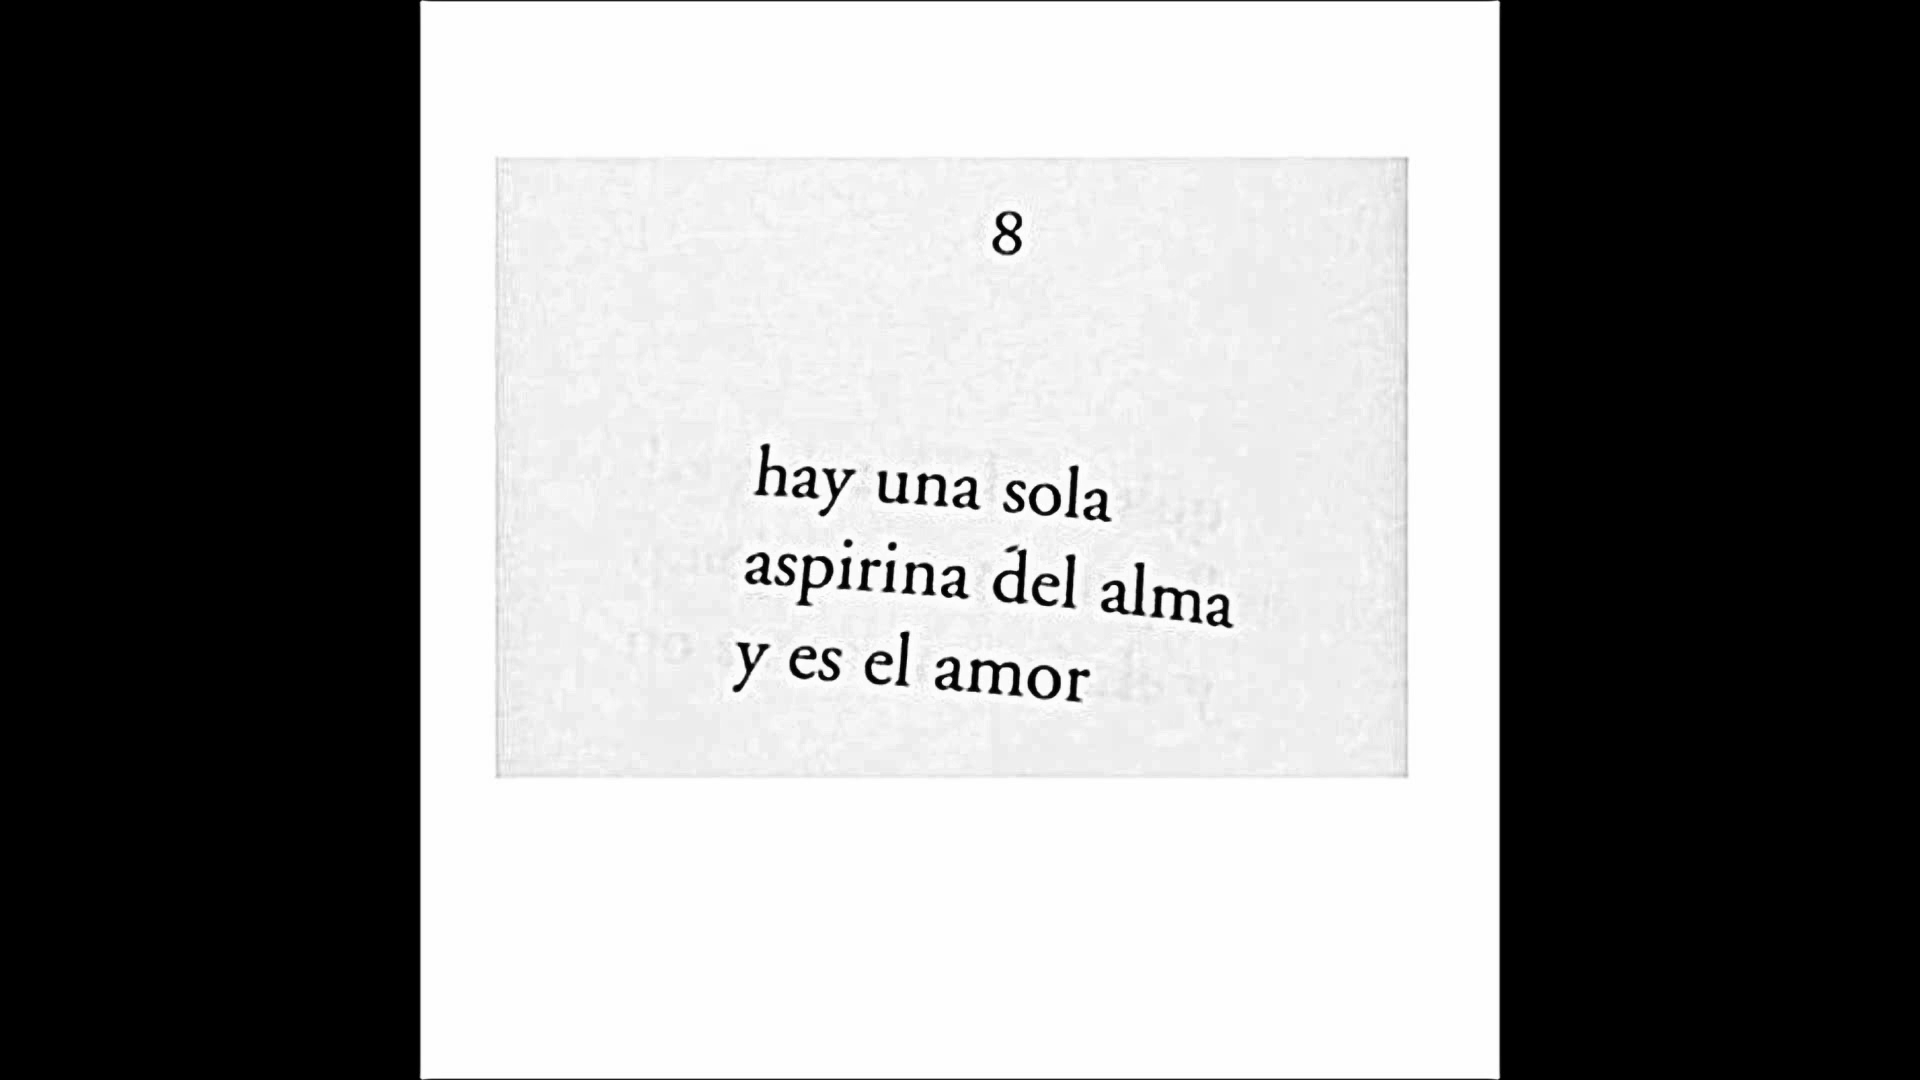 8
hay una sola
aspirina del alma
y es el amor